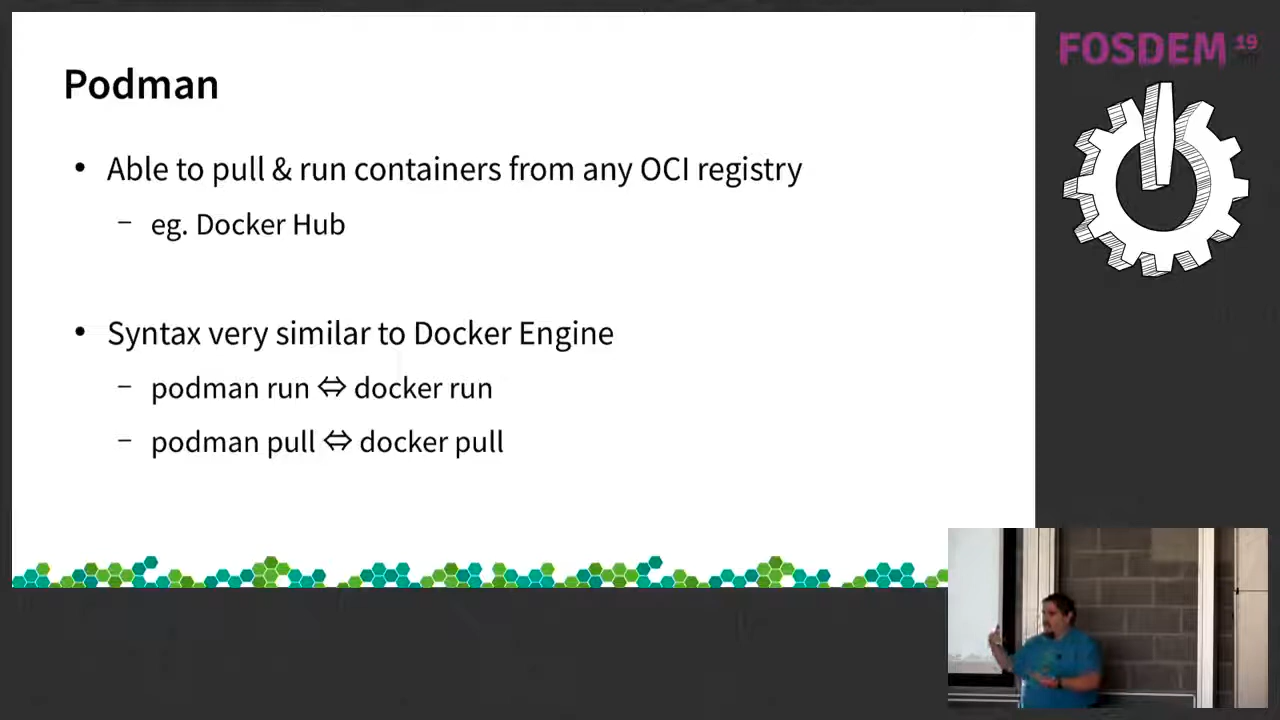 Podman
• Able to pull & run containers from any OCI registry
– eg. Docker Hub
• Syntax very similar to Docker Engine
– podman run ⇔ docker run
– podman pull ⇔ docker pull
FOSDEM 19